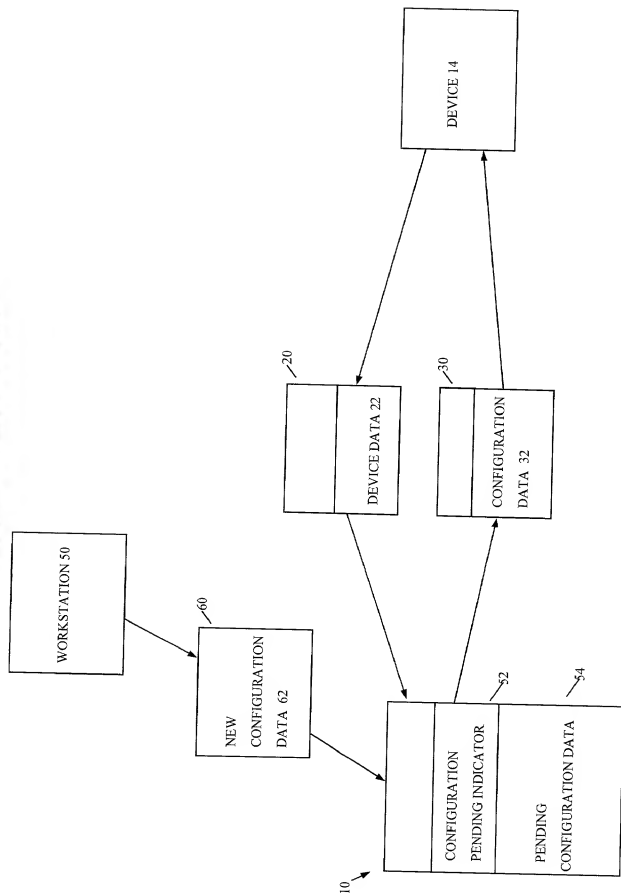 WORKSTATION 50
60
NEW
CONFIGURATION
DATA 62
10
CONFIGURATION
PENDING INDICATOR
52
PENDING
CONFIGURATION DATA
54
20
DEVICE DATA 22
30
CONFIGURATION
DATA 32
DEVICE 14